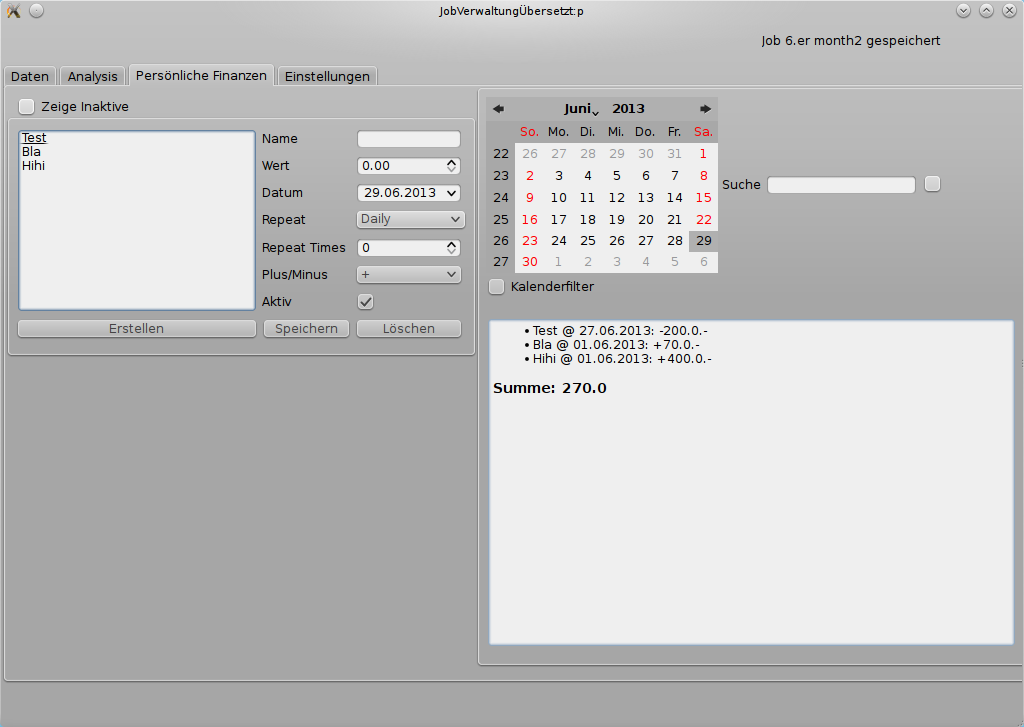 JobVerwaltungÜbersetzt:p
Job 6.er month2 gespeichert
Daten Analysis Persönliche Finanzen Einstellungen
Zeige Inaktive
Test
Bla
Hihi
Name
Wert 0.00
Datum 29.06.2013
Repeat Daily
Repeat Times 0
Plus/Minus +
Aktiv
Erstellen Speichern Löschen
Juni 2013
So. Mo. Di. Mi. Do. Fr. Sa.
22 26 27 28 29 30 31 1
23 2 3 4 5 6 7 8
24 9 10 11 12 13 14 15
25 16 17 18 19 20 21 22
26 23 24 25 26 27 28 29
27 30 1 2 3 4 5 6
Suche
Kalenderfilter
• Test @ 27.06.2013: -200.0.-
• Bla @ 01.06.2013: +70.0.-
• Hihi @ 01.06.2013: +400.0.-
Summe: 270.0